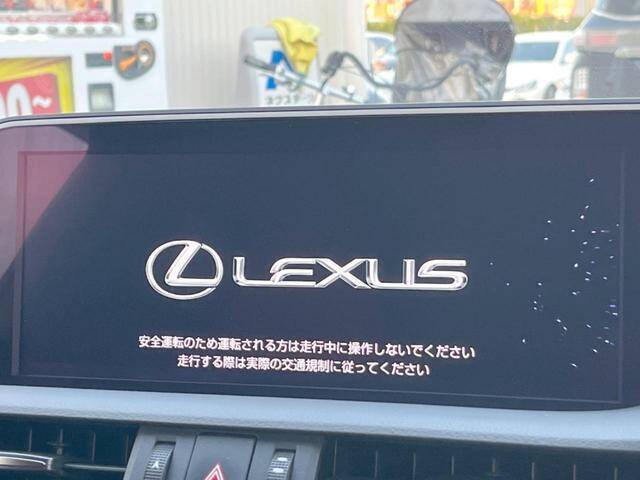 00~
LEXUS
安全運転のため運転される方は走行中に操作しないでください
走行する際は実際の交通規制に従ってください